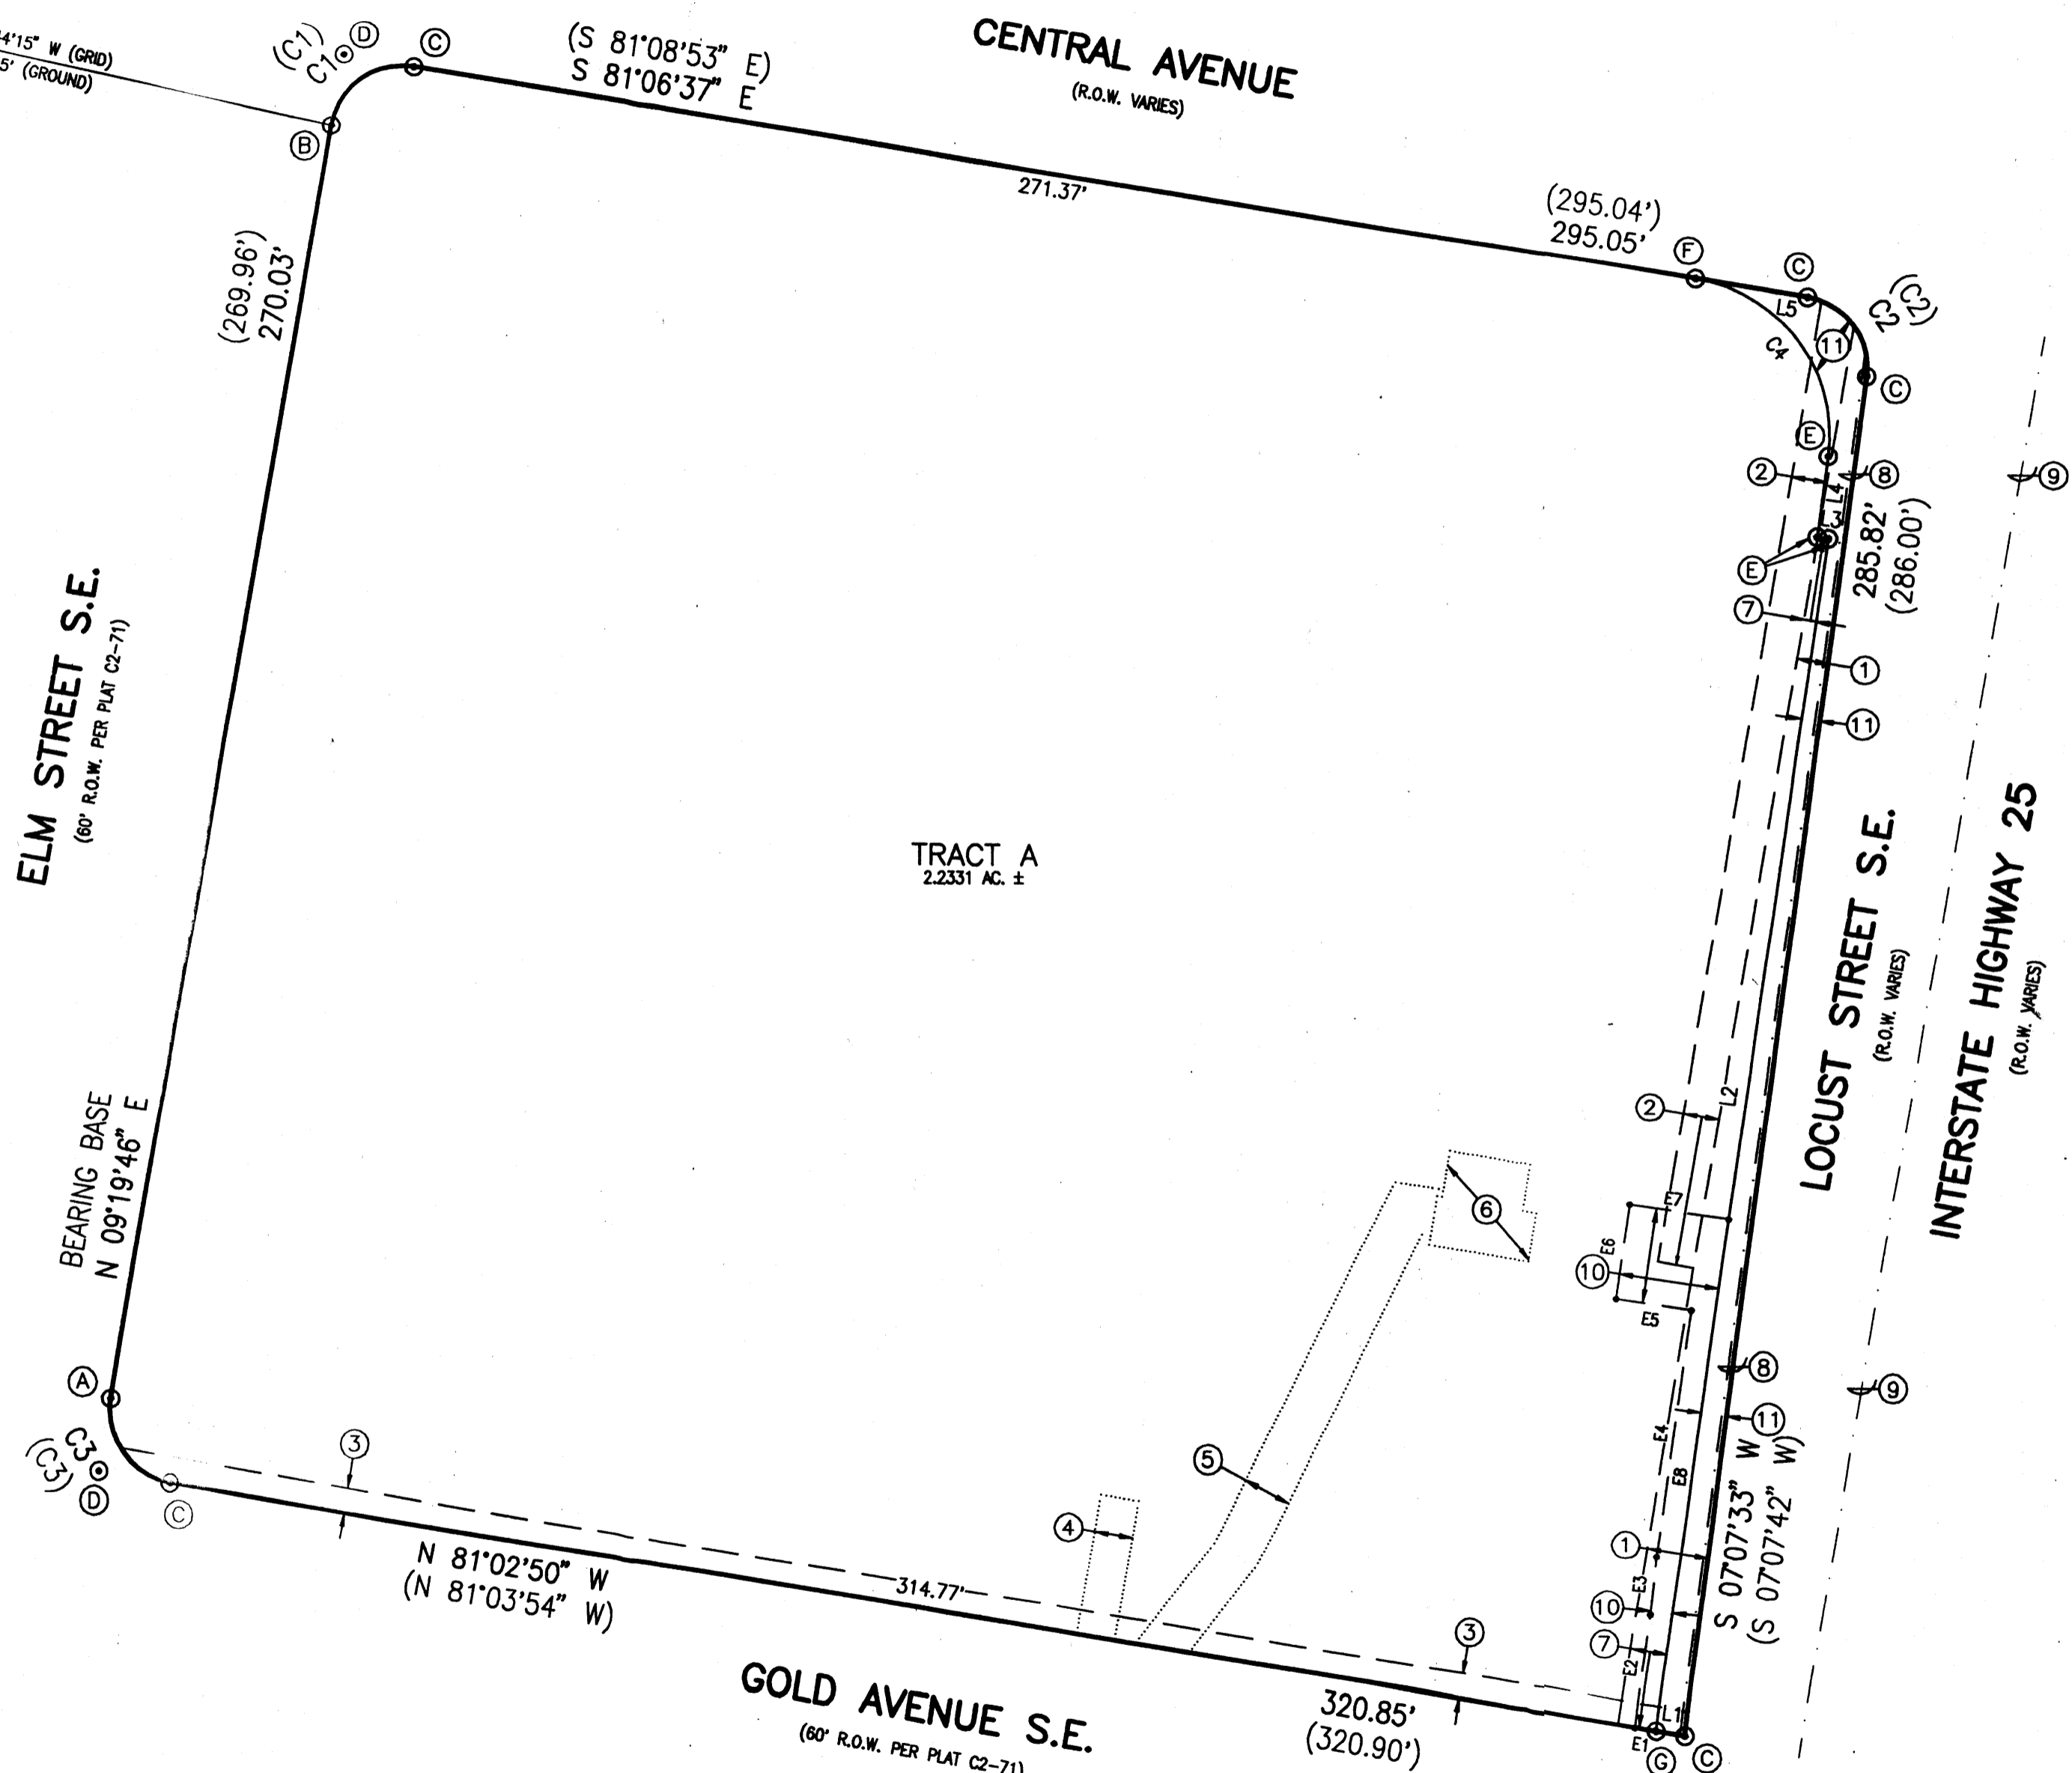 4'15" W (GRID)
5' (GROUND)
(C1)
C1
D
C
(S 81°08'53" E)
S 81°06'37" E
CENTRAL AVENUE
(R.O.W. VARIES)
B
271.37'
(295.04')
295.05'
F
C
L5
(C2)
C2
C4
11
C
E
2
8
9
L4
L3
E
7
285.82'
(286.00')
1
11
(269.96')
270.03'
ELM STREET S.E.
(60' R.O.W. PER PLAT C2-71)
TRACT A
2.2331 AC. ±
LOCUST STREET S.E.
(R.O.W. VARIES)
INTERSTATE HIGHWAY 25
(R.O.W. VARIES)
BEARING BASE
N 09°19'46" E
2
L2
6
E7
E6
10
E5
8
9
A
C3
(C3)
D
C
3
5
4
E4
11
E8
S 07°07'33" W
(S 07°07'42" W)
N 81°02'50" W
(N 81°03'54" W)
314.77'
1
E3
10
3
7
E2
L1
E1
G
C
GOLD AVENUE S.E.
(60' R.O.W. PER PLAT C2-71)
320.85'
(320.90')